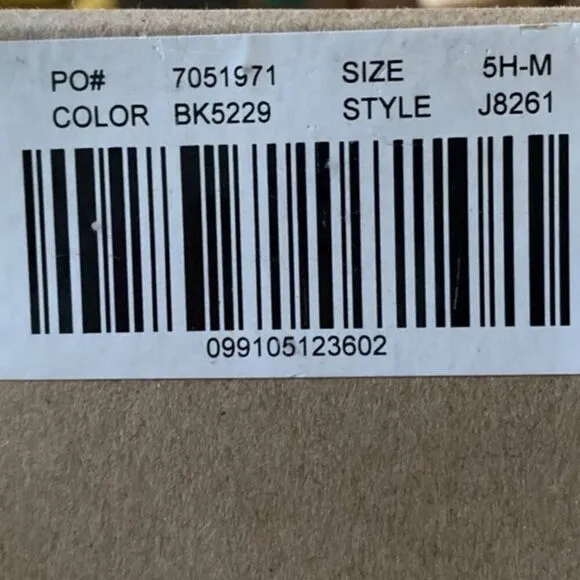 PO# 7051971 SIZE 5H-M
COLOR BK5229 STYLE J8261
099105123602